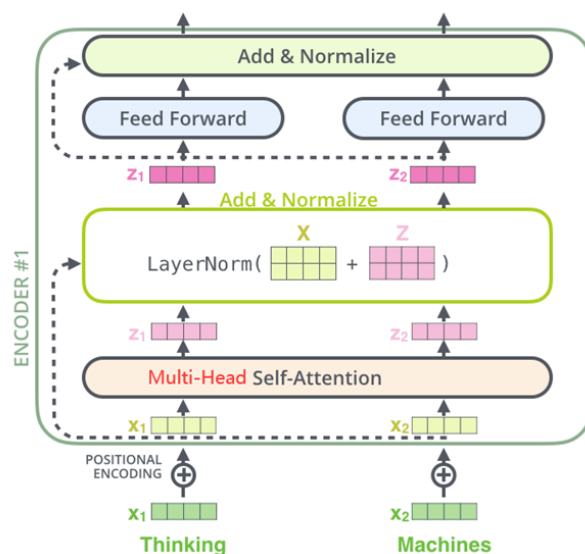 Add & Normalize
Feed Forward Feed Forward
z1 z2
Add & Normalize
X Z
LayerNorm( + )
ENCODER #1
z1 z2
Multi-Head Self-Attention
x1 x2
POSITIONAL
ENCODING
x1 x2
Thinking Machines